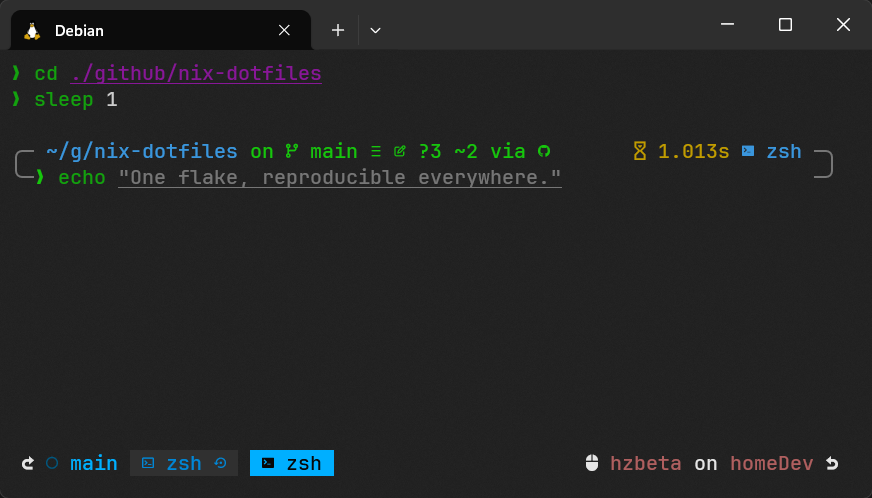 Debian
❱ cd ./github/nix-dotfiles
❱ sleep 1
~/g/nix-dotfiles on main ≡ ?3 ~2 via 1.013s zsh
❱ echo "One flake, reproducible everywhere."
main zsh zsh hzbeta on homeDev